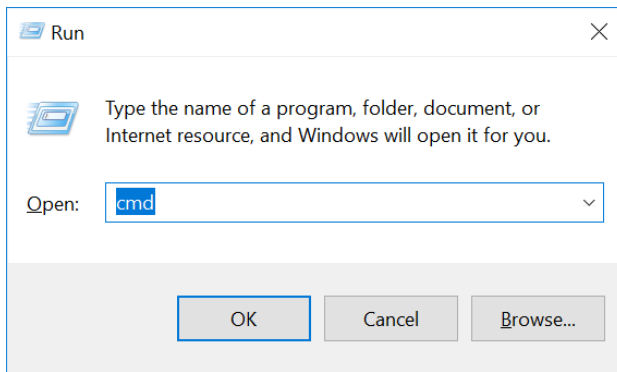 Run
Type the name of a program, folder, document, or
Internet resource, and Windows will open it for you.
Open: cmd
OK Cancel Browse...